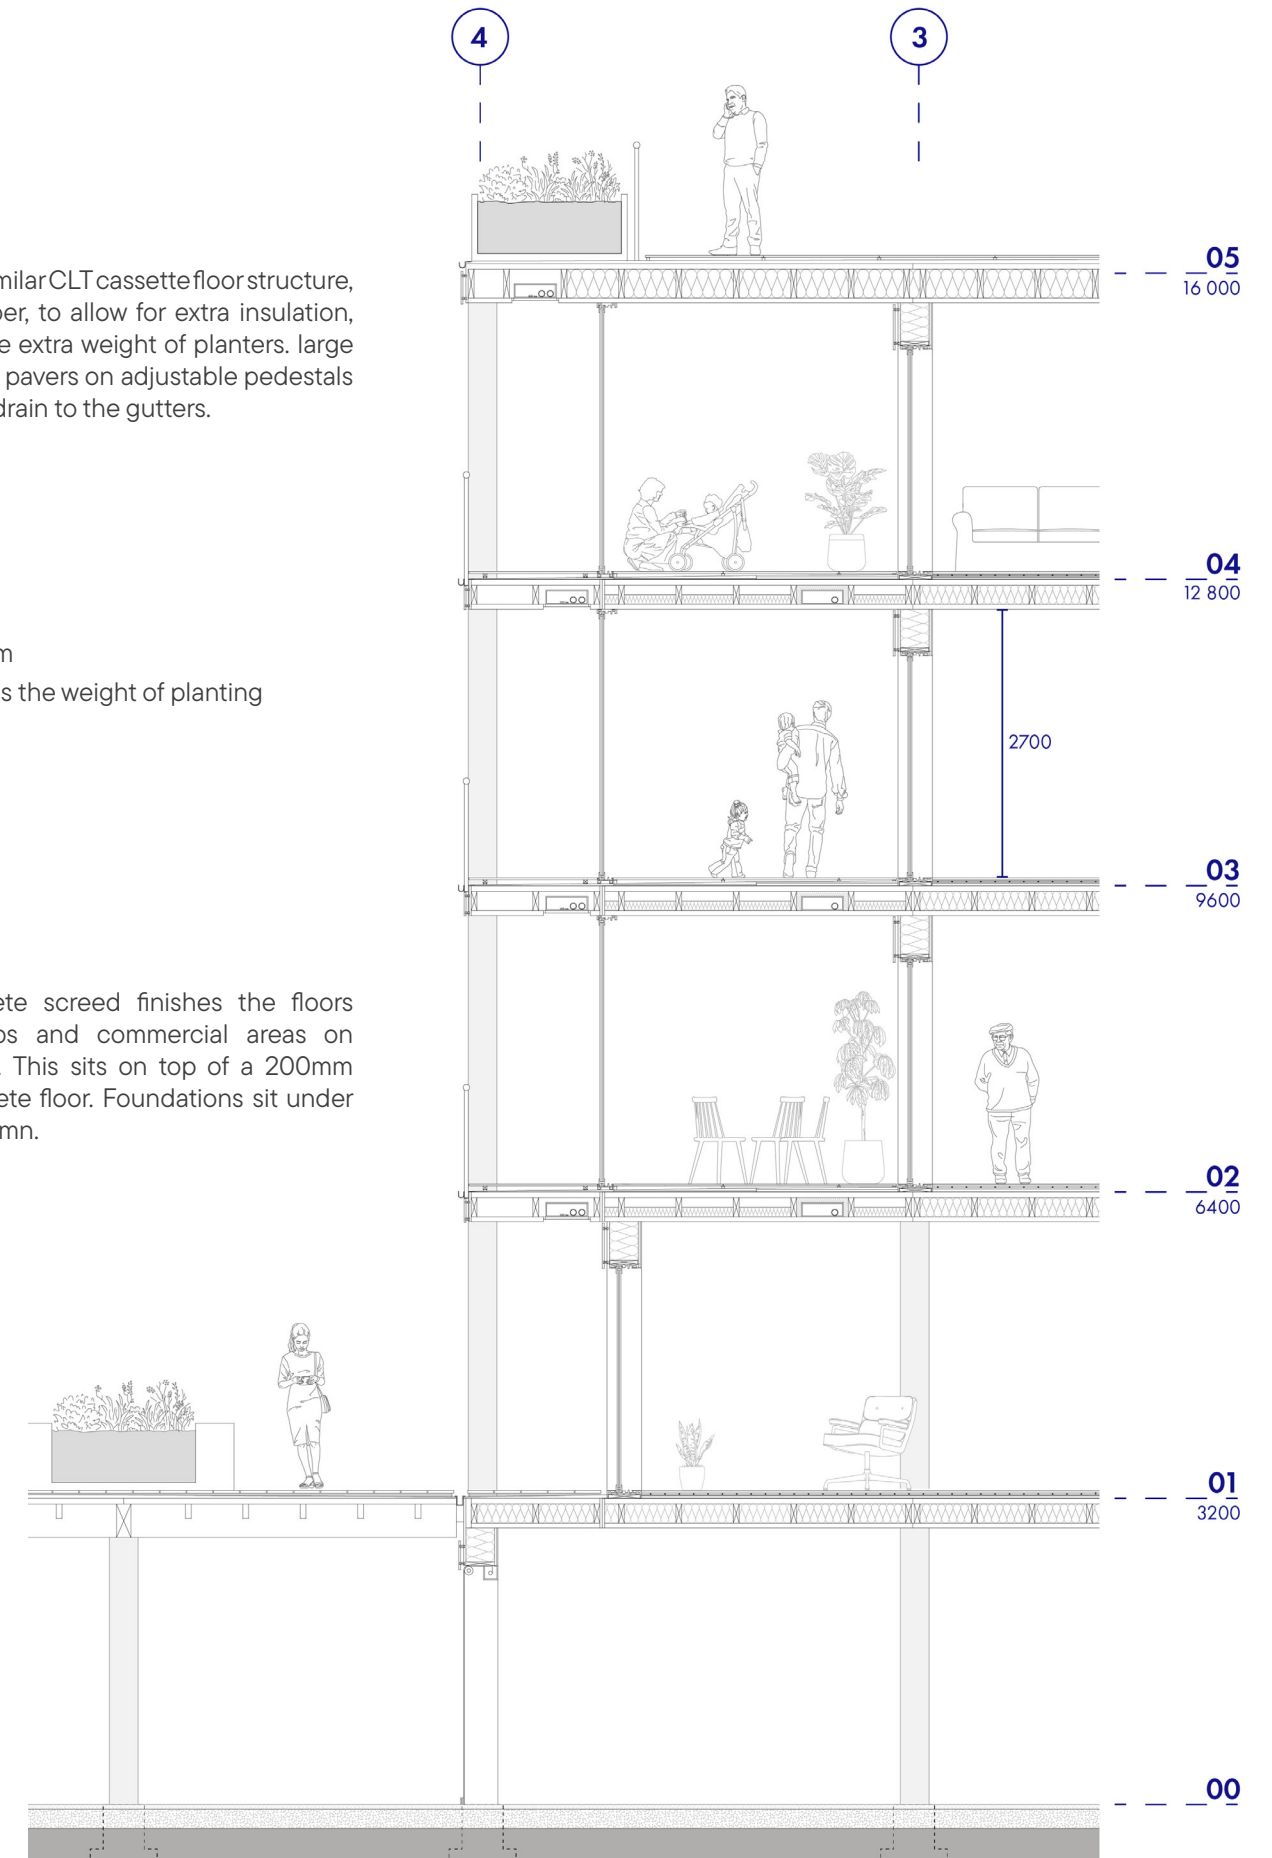 4
3
milar CLT cassette floor structure,
per, to allow for extra insulation,
e extra weight of planters. large
pavers on adjustable pedestals
drain to the gutters.
05
16 000
04
12 800
m
s the weight of planting
2700
03
9600
ete screed finishes the floors
ps and commercial areas on
. This sits on top of a 200mm
ete floor. Foundations sit under
mn.
02
6400
01
3200
00